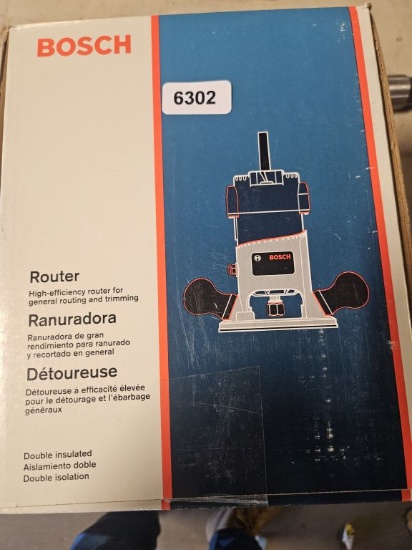 BOSCH
6302
BOSCH
Router
High-efficiency router for
general routing and trimming
Ranuradora
Ranuradora de gran
rendimiento para ranurado
y recortado en general
Détoureuse
Détoureuse à efficacité élevée
pour le détourage et l'ébarbage
généraux
Double insulated
Aislamiento doble
Double isolation